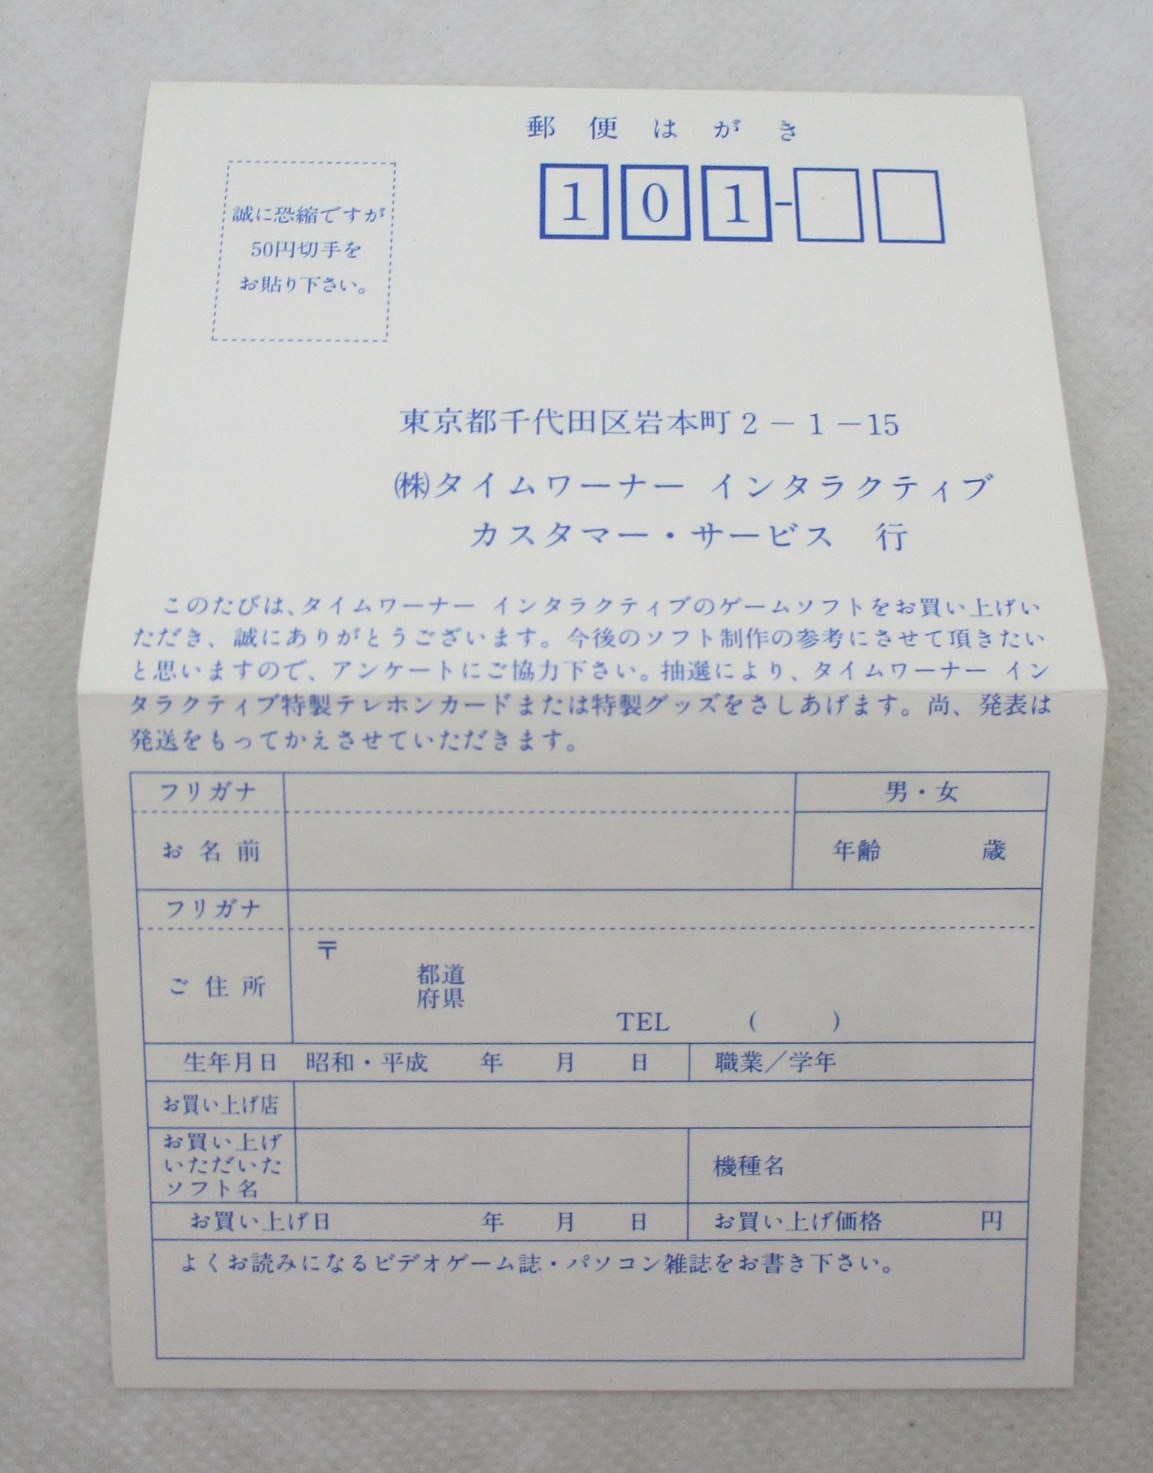 郵便はがき
101-
誠に恐縮ですが
50円切手を
お貼り下さい。
東京都千代田区岩本町2－1－15
㈱タイムワーナー インタラクティブ
カスタマー・サービス 行
このたびは、タイムワーナー インタラクティブのゲームソフトをお買い上げい
ただき、誠にありがとうございます。今後のソフト制作の参考にさせて頂きたい
と思いますので、アンケートにご協力下さい。抽選により、タイムワーナー イン
タラクティブ特製テレホンカードまたは特製グッズをさしあげます。尚、発表は
発送をもってかえさせていただきます。
フリガナ 男・女
お名前 年齢 歳
フリガナ
〒
ご住所 都道
府県
TEL ( )
生年月日 昭和・平成 年 月 日 職業／学年
お買い上げ店
お買い上げ
いただいた
ソフト名
機種名
お買い上げ日 年 月 日 お買い上げ価格 円
よくお読みになるビデオゲーム誌・パソコン雑誌をお書き下さい。